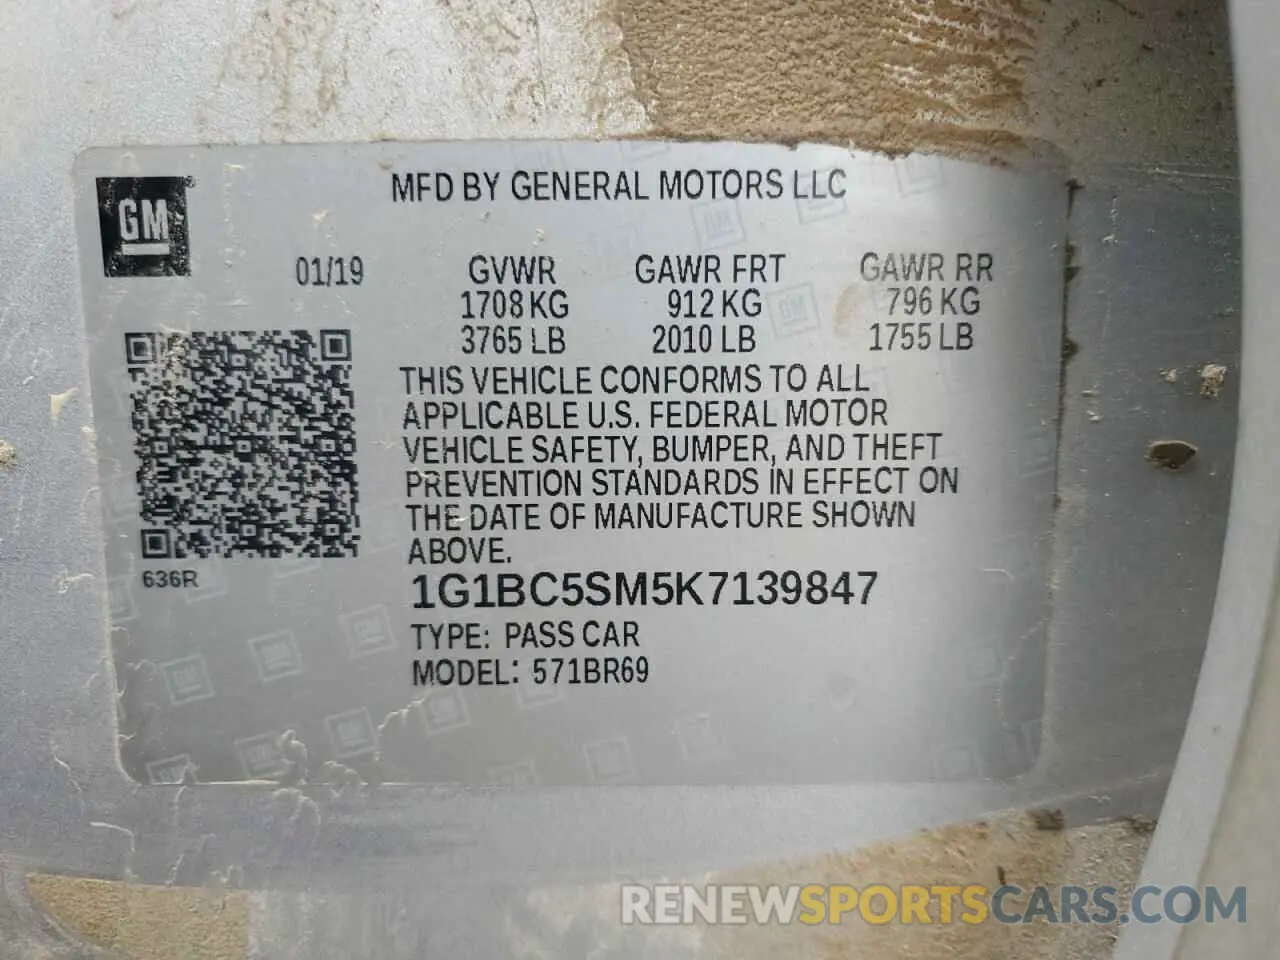 MFD BY GENERAL MOTORS LLC
GM
01/19 GVWR GAWR FRT GAWR RR
1708 KG 912 KG 796 KG
3765 LB 2010 LB 1755 LB
THIS VEHICLE CONFORMS TO ALL
APPLICABLE U.S. FEDERAL MOTOR
VEHICLE SAFETY, BUMPER, AND THEFT
PREVENTION STANDARDS IN EFFECT ON
THE DATE OF MANUFACTURE SHOWN
ABOVE.
636R
1G1BC5SM5K7139847
TYPE: PASS CAR
MODEL: 571BR69
RENEWSPORTSCARS.COM